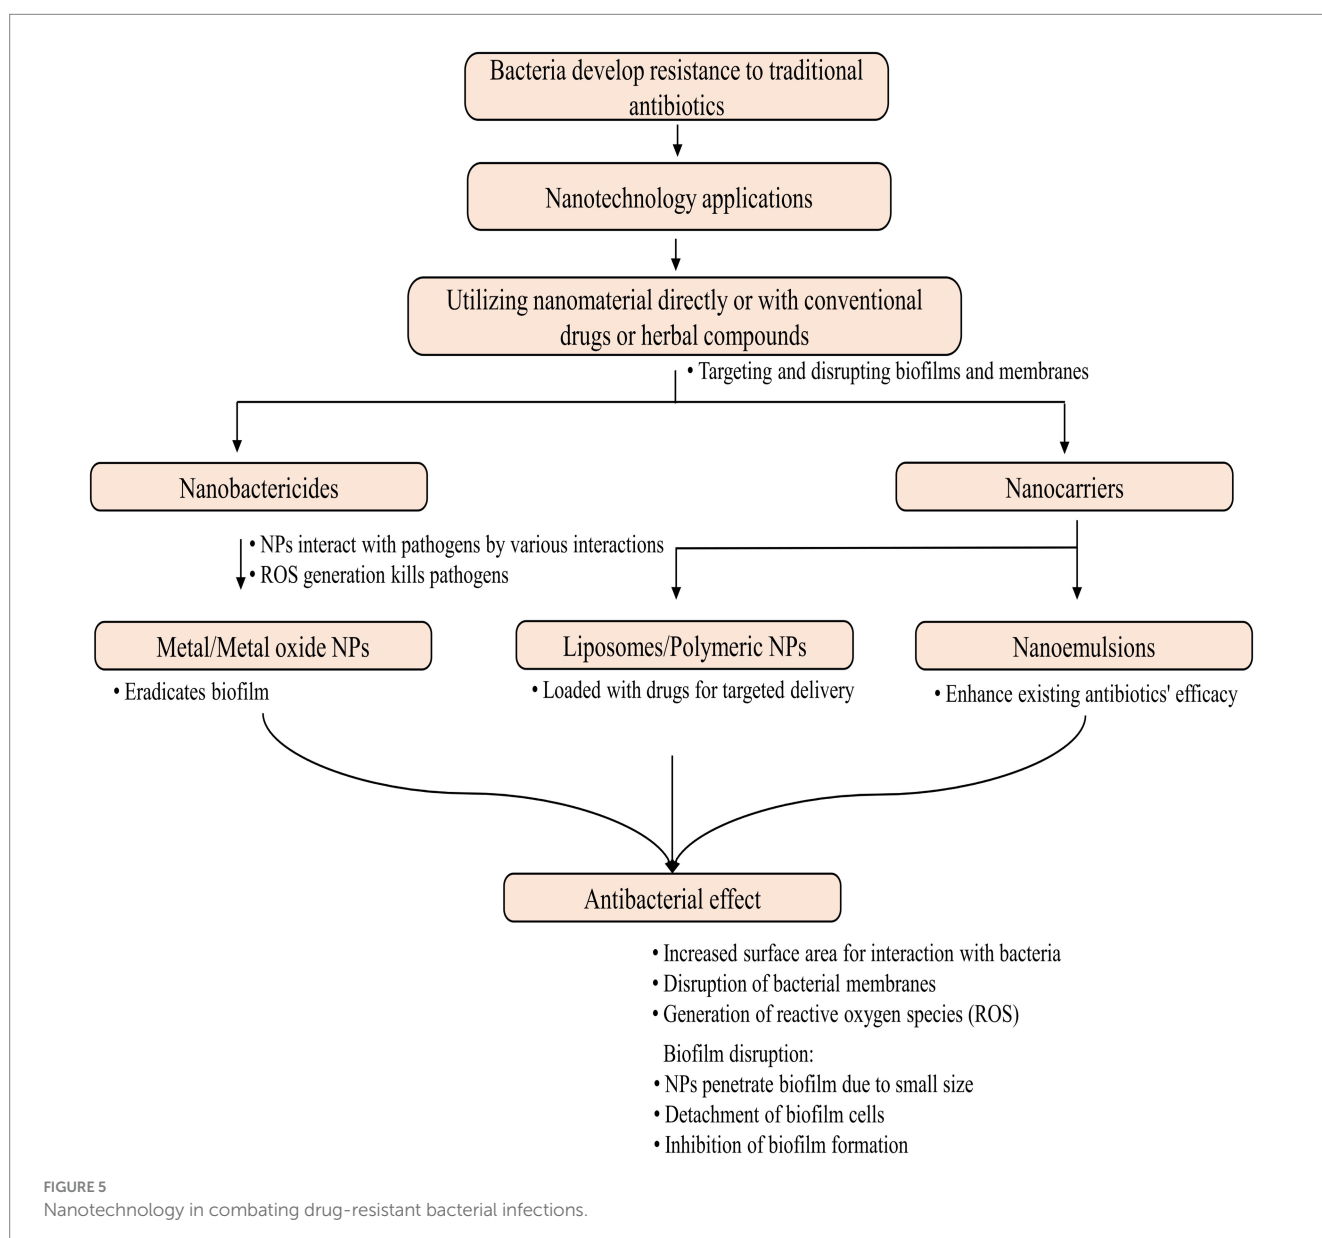 Bacteria develop resistance to traditional
antibiotics
Nanotechnology applications
Utilizing nanomaterial directly or with conventional
drugs or herbal compounds
• Targeting and disrupting biofilms and membranes
Nanobactericides
Nanocarriers
• NPs interact with pathogens by various interactions
• ROS generation kills pathogens
Metal/Metal oxide NPs
Liposomes/Polymeric NPs
Nanoemulsions
• Eradicates biofilm
• Loaded with drugs for targeted delivery
• Enhance existing antibiotics' efficacy
Antibacterial effect
• Increased surface area for interaction with bacteria
• Disruption of bacterial membranes
• Generation of reactive oxygen species (ROS)
Biofilm disruption:
• NPs penetrate biofilm due to small size
• Detachment of biofilm cells
• Inhibition of biofilm formation
FIGURE 5
Nanotechnology in combating drug-resistant bacterial infections.